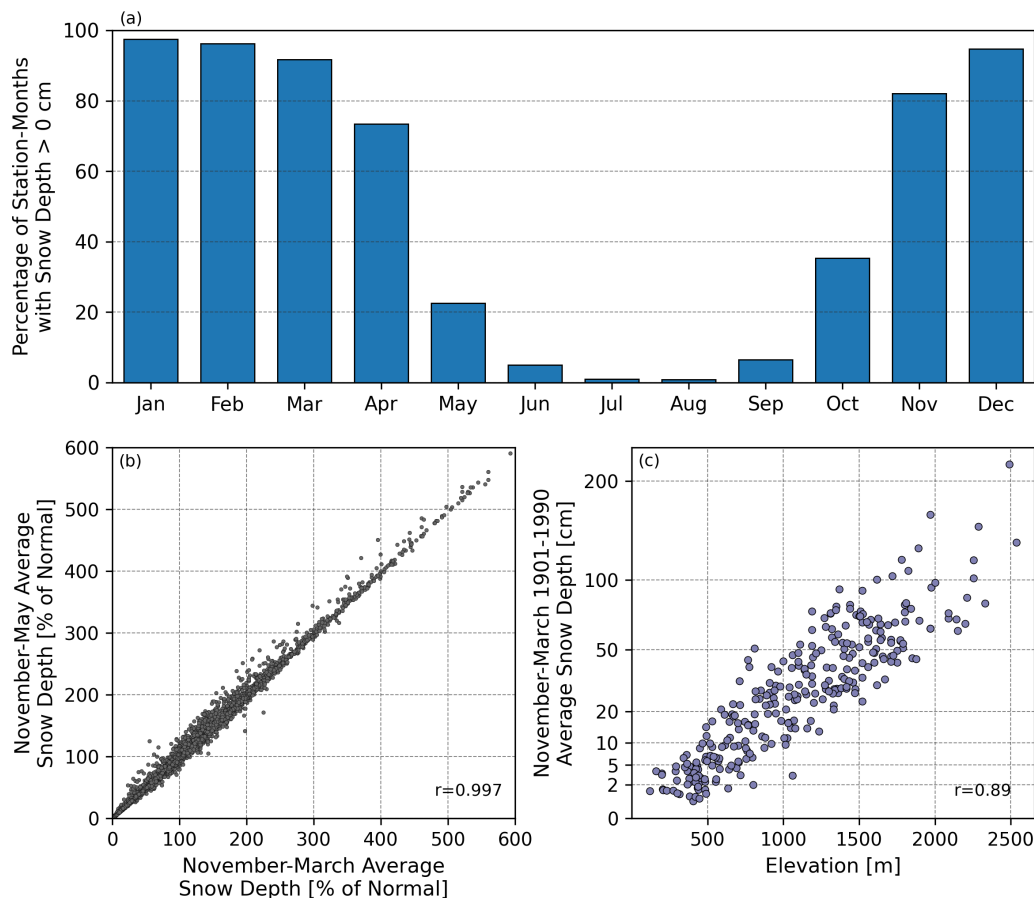 (a)
Percentage of Station-Months
with Snow Depth > 0 cm
100
80
60
40
20
0
Jan Feb Mar Apr May Jun Jul Aug Sep Oct Nov Dec
(b)
November-May Average
Snow Depth [% of Normal]
600
500
400
300
200
100
0
r=0.997
0 100 200 300 400 500 600
November-March Average
Snow Depth [% of Normal]
(c)
November-March 1901-1990
Average Snow Depth [cm]
200
100
50
20
10
5
2
0
r=0.89
500 1000 1500 2000 2500
Elevation [m]